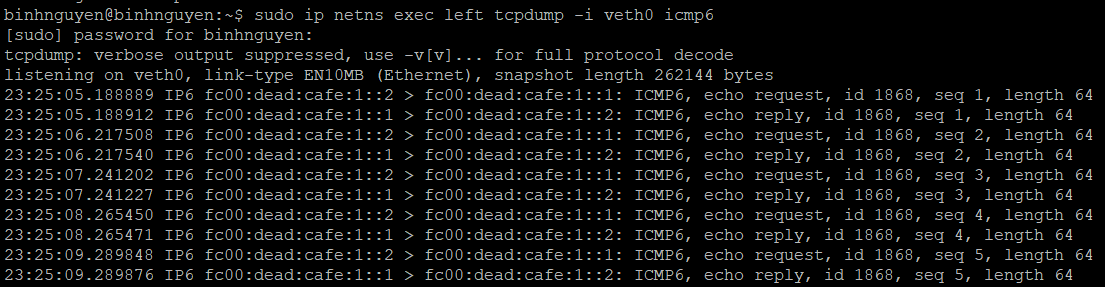 binhnguyen@binhnguyen:~$ sudo ip netns exec left tcpdump -i veth0 icmp6
[sudo] password for binhnguyen:
tcpdump: verbose output suppressed, use -v[v]... for full protocol decode
listening on veth0, link-type EN10MB (Ethernet), snapshot length 262144 bytes
23:25:05.188889 IP6 fc00:dead:cafe:1::2 > fc00:dead:cafe:1::1: ICMP6, echo request, id 1868, seq 1, length 64
23:25:05.188912 IP6 fc00:dead:cafe:1::1 > fc00:dead:cafe:1::2: ICMP6, echo reply, id 1868, seq 1, length 64
23:25:06.217508 IP6 fc00:dead:cafe:1::2 > fc00:dead:cafe:1::1: ICMP6, echo request, id 1868, seq 2, length 64
23:25:06.217540 IP6 fc00:dead:cafe:1::1 > fc00:dead:cafe:1::2: ICMP6, echo reply, id 1868, seq 2, length 64
23:25:07.241202 IP6 fc00:dead:cafe:1::2 > fc00:dead:cafe:1::1: ICMP6, echo request, id 1868, seq 3, length 64
23:25:07.241227 IP6 fc00:dead:cafe:1::1 > fc00:dead:cafe:1::2: ICMP6, echo reply, id 1868, seq 3, length 64
23:25:08.265450 IP6 fc00:dead:cafe:1::2 > fc00:dead:cafe:1::1: ICMP6, echo request, id 1868, seq 4, length 64
23:25:08.265471 IP6 fc00:dead:cafe:1::1 > fc00:dead:cafe:1::2: ICMP6, echo reply, id 1868, seq 4, length 64
23:25:09.289848 IP6 fc00:dead:cafe:1::2 > fc00:dead:cafe:1::1: ICMP6, echo request, id 1868, seq 5, length 64
23:25:09.289876 IP6 fc00:dead:cafe:1::1 > fc00:dead:cafe:1::2: ICMP6, echo reply, id 1868, seq 5, length 64